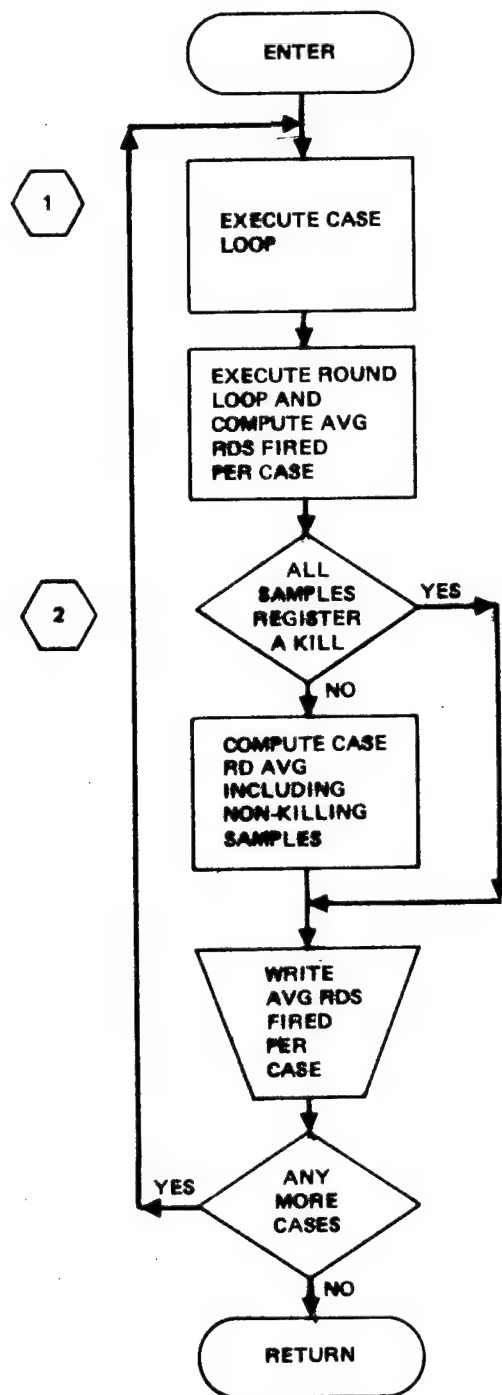 ENTER
1
EXECUTE CASE
LOOP
EXECUTE ROUND
LOOP AND
COMPUTE AVG
RDS FIRED
PER CASE
2
ALL
SAMPLES
REGISTER
A KILL
YES
NO
COMPUTE CASE
RD AVG
INCLUDING
NON-KILLING
SAMPLES
WRITE
AVG RDS
FIRED
PER
CASE
YES
ANY
MORE
CASES
NO
RETURN